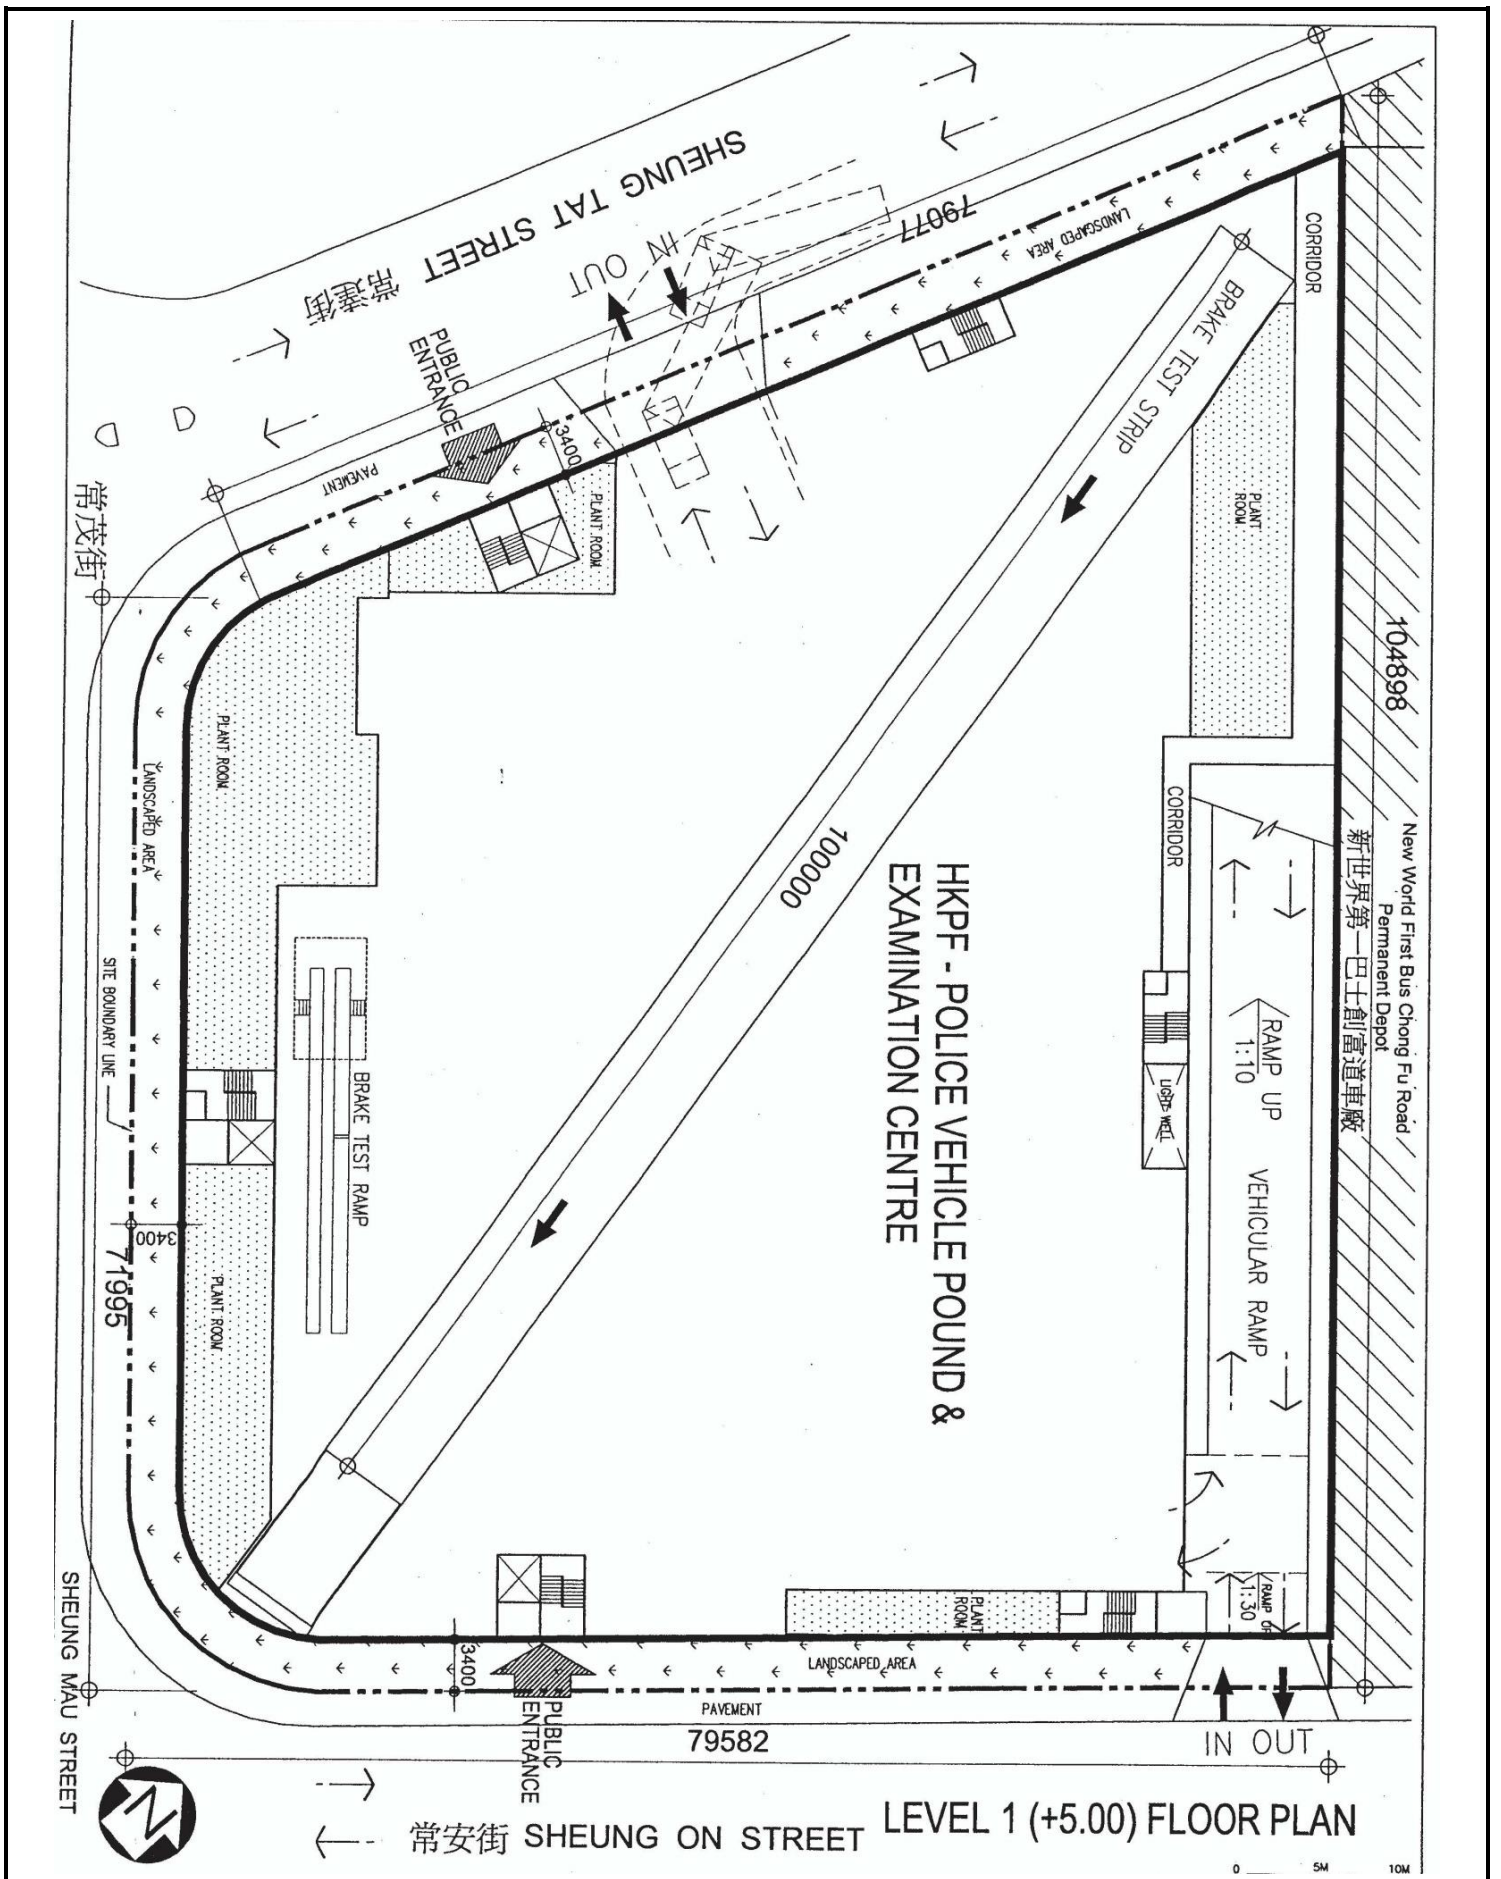 SHEUNG TAT STREET 常達街
IN OUT
79077
LANDSCAPED AREA
CORRIDOR
PUBLIC
ENTRANCE
BRAKE TEST STRIP
3400
PAVEMENT
PLANT ROOM
PLANT
ROOM
常茂街
104898
PLANT ROOM
LANDSCAPED AREA
CORRIDOR
100000
HKPF - POLICE VEHICLE POUND &
EXAMINATION CENTRE
New World First Bus Chong Fu Road
Permanent Depot
新世界第一巴士創富道車廠
SITE BOUNDARY LINE
RAMP UP
1:10
BRAKE TEST RAMP
LIGHT WELL
VEHICULAR RAMP
3400
71995
PLANT ROOM
RAMP
1:30
PLANT
ROOM
3400
LANDSCAPED AREA
PUBLIC
ENTRANCE
PAVEMENT
79582
IN OUT
SHEUNG MAU STREET
N
LEVEL 1 (+5.00) FLOOR PLAN
常安街 SHEUNG ON STREET
0 5M 10M